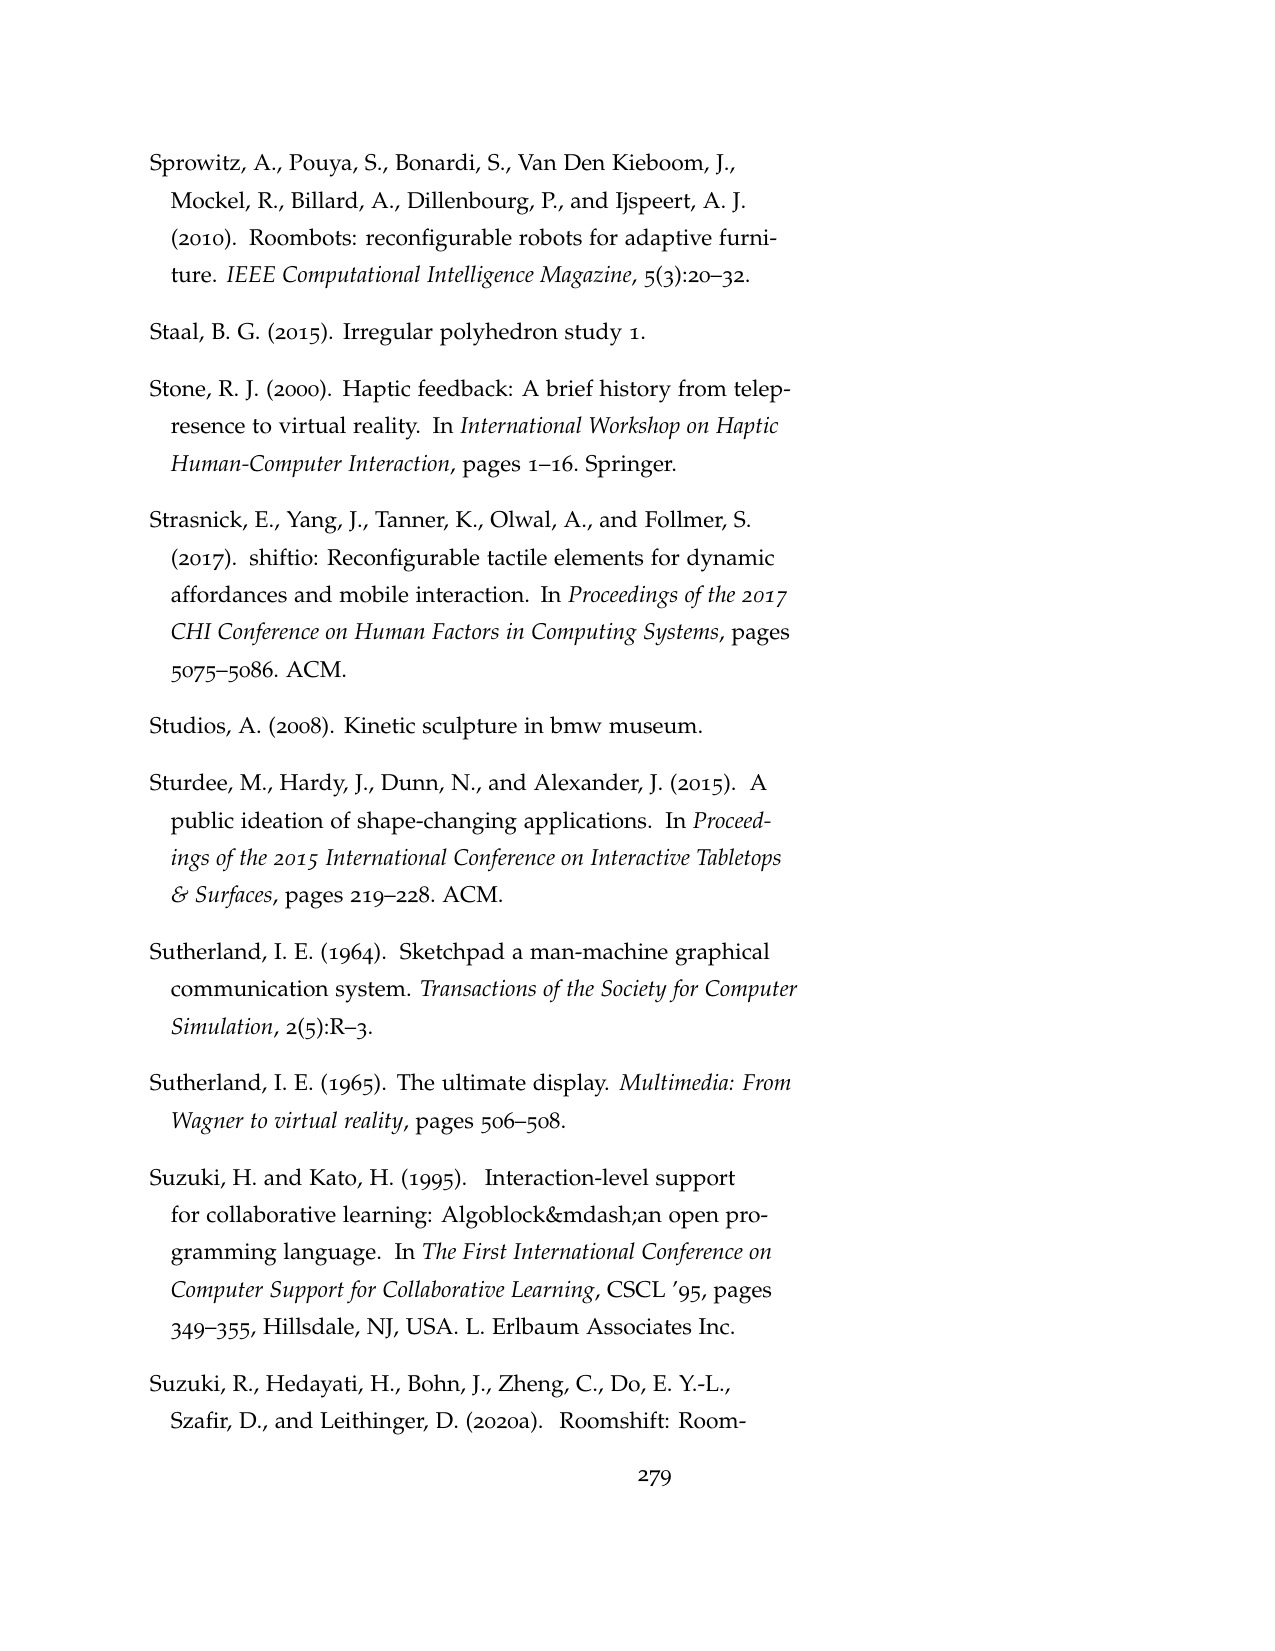 Sprowitz, A., Pouya, S., Bonardi, S., Van Den Kieboom, J.,
Mockel, R., Billard, A., Dillenbourg, P., and Ijspeert, A. J.
(2010). Roombots: reconfigurable robots for adaptive furni-
ture. IEEE Computational Intelligence Magazine, 5(3):20–32.
Staal, B. G. (2015). Irregular polyhedron study 1.
Stone, R. J. (2000). Haptic feedback: A brief history from telep-
resence to virtual reality. In International Workshop on Haptic
Human-Computer Interaction, pages 1–16. Springer.
Strasnick, E., Yang, J., Tanner, K., Olwal, A., and Follmer, S.
(2017). shiftio: Reconfigurable tactile elements for dynamic
affordances and mobile interaction. In Proceedings of the 2017
CHI Conference on Human Factors in Computing Systems, pages
5075–5086. ACM.
Studios, A. (2008). Kinetic sculpture in bmw museum.
Sturdee, M., Hardy, J., Dunn, N., and Alexander, J. (2015). A
public ideation of shape-changing applications. In Proceed-
ings of the 2015 International Conference on Interactive Tabletops
& Surfaces, pages 219–228. ACM.
Sutherland, I. E. (1964). Sketchpad a man-machine graphical
communication system. Transactions of the Society for Computer
Simulation, 2(5):R–3.
Sutherland, I. E. (1965). The ultimate display. Multimedia: From
Wagner to virtual reality, pages 506–508.
Suzuki, H. and Kato, H. (1995). Interaction-level support
for collaborative learning: Algoblock&mdash;an open pro-
gramming language. In The First International Conference on
Computer Support for Collaborative Learning, CSCL ’95, pages
349–355, Hillsdale, NJ, USA. L. Erlbaum Associates Inc.
Suzuki, R., Hedayati, H., Bohn, J., Zheng, C., Do, E. Y.-L.,
Szafir, D., and Leithinger, D. (2020a). Roomshift: Room-
279